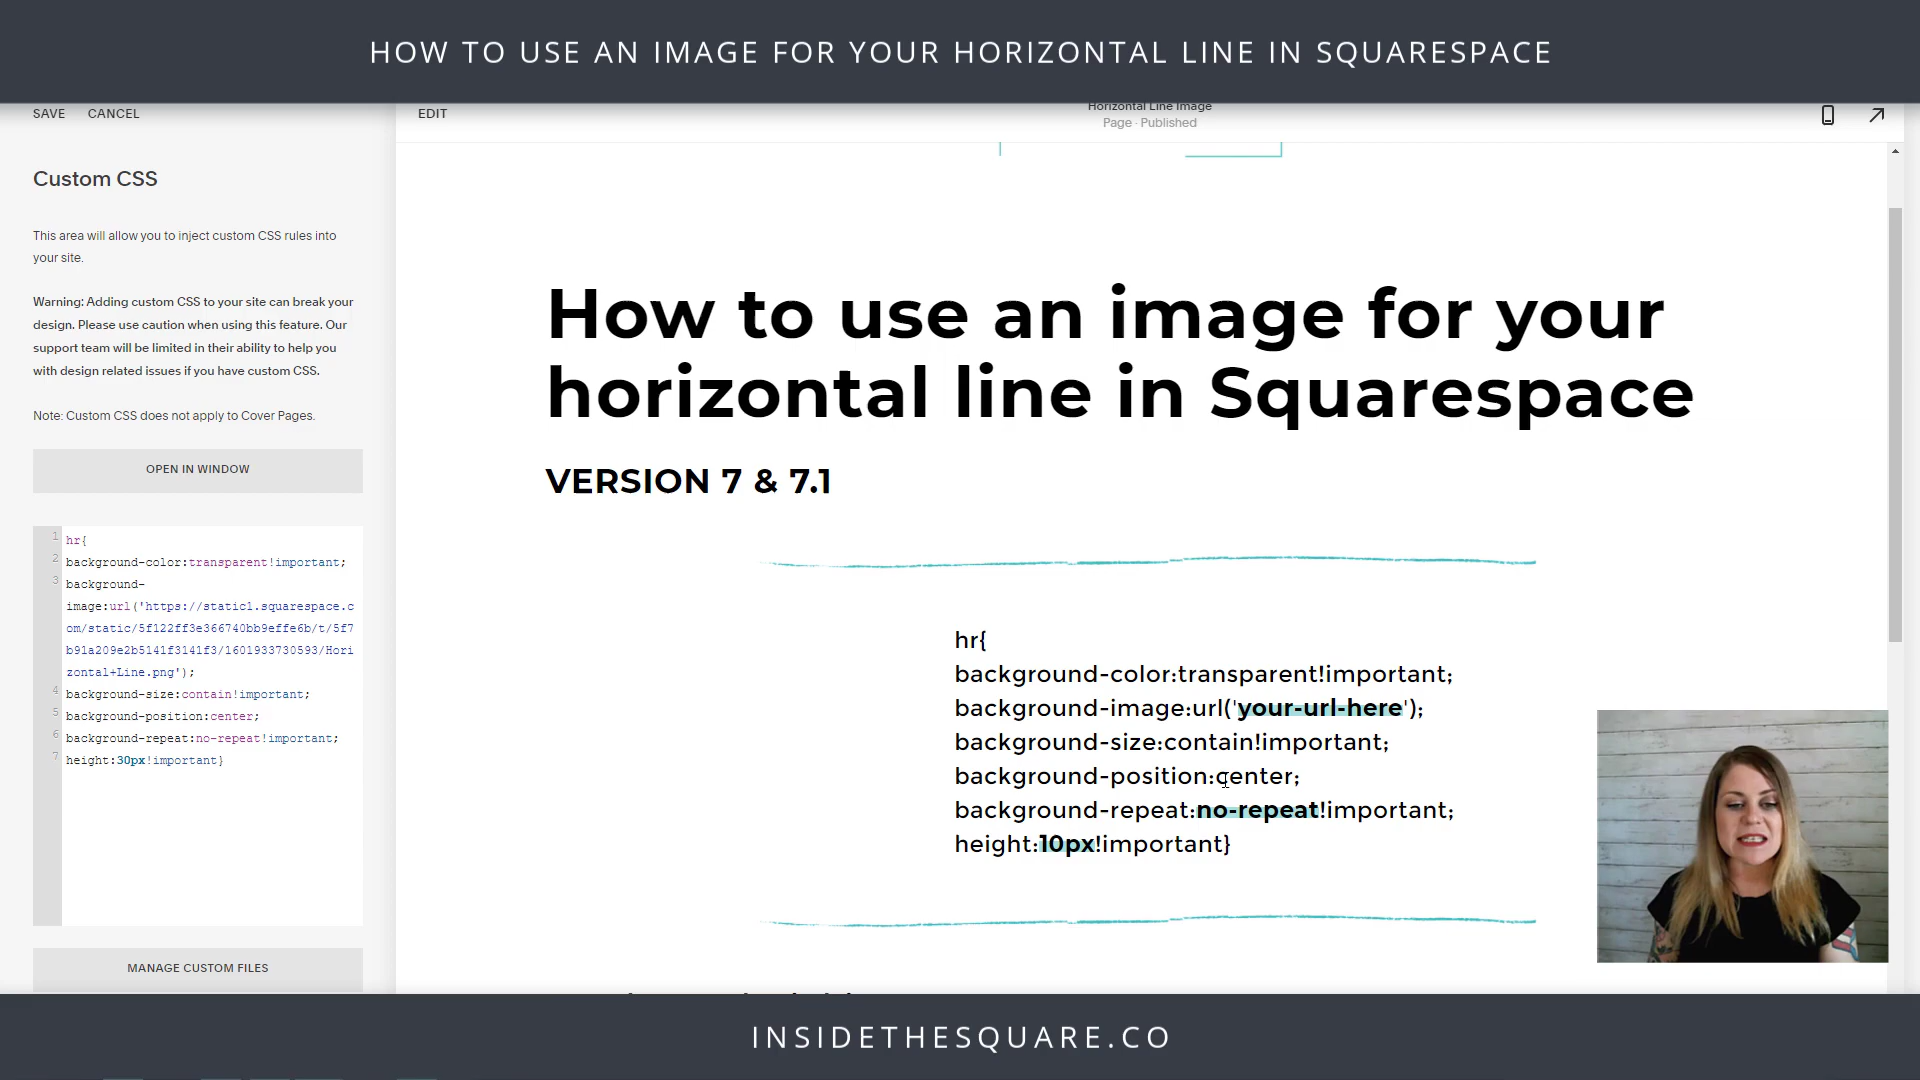 HOW TO USE AN IMAGE FOR YOUR HORIZONTAL LINE IN SQUARESPACE
SAVE CANCEL
EDIT
Horizontal Line Image
Page · Published
Custom CSS
This area will allow you to inject custom CSS rules into
your site.
Warning: Adding custom CSS to your site can break your
design. Please use caution when using this feature. Our
support team will be limited in their ability to help you
with design related issues if you have custom CSS.
Note: Custom CSS does not apply to Cover Pages.
OPEN IN WINDOW
1 hr{
2 background-color:transparent!important;
3 background-
image:url('https://static1.squarespace.c
om/static/5f122ff3e366740bb9effe6b/t/5f7
b91a209e2b5141f3141f3/1601933730593/Hori
zontal+Line.png');
4 background-size:contain!important;
5 background-position:center;
6 background-repeat:no-repeat!important;
7 height:30px!important}
MANAGE CUSTOM FILES
How to use an image for your
horizontal line in Squarespace
VERSION 7 & 7.1
hr{
background-color:transparent!important;
background-image:url('your-url-here');
background-size:contain!important;
background-position:center;
background-repeat:no-repeat!important;
height:10px!important}
INSIDETHESQUARE.CO